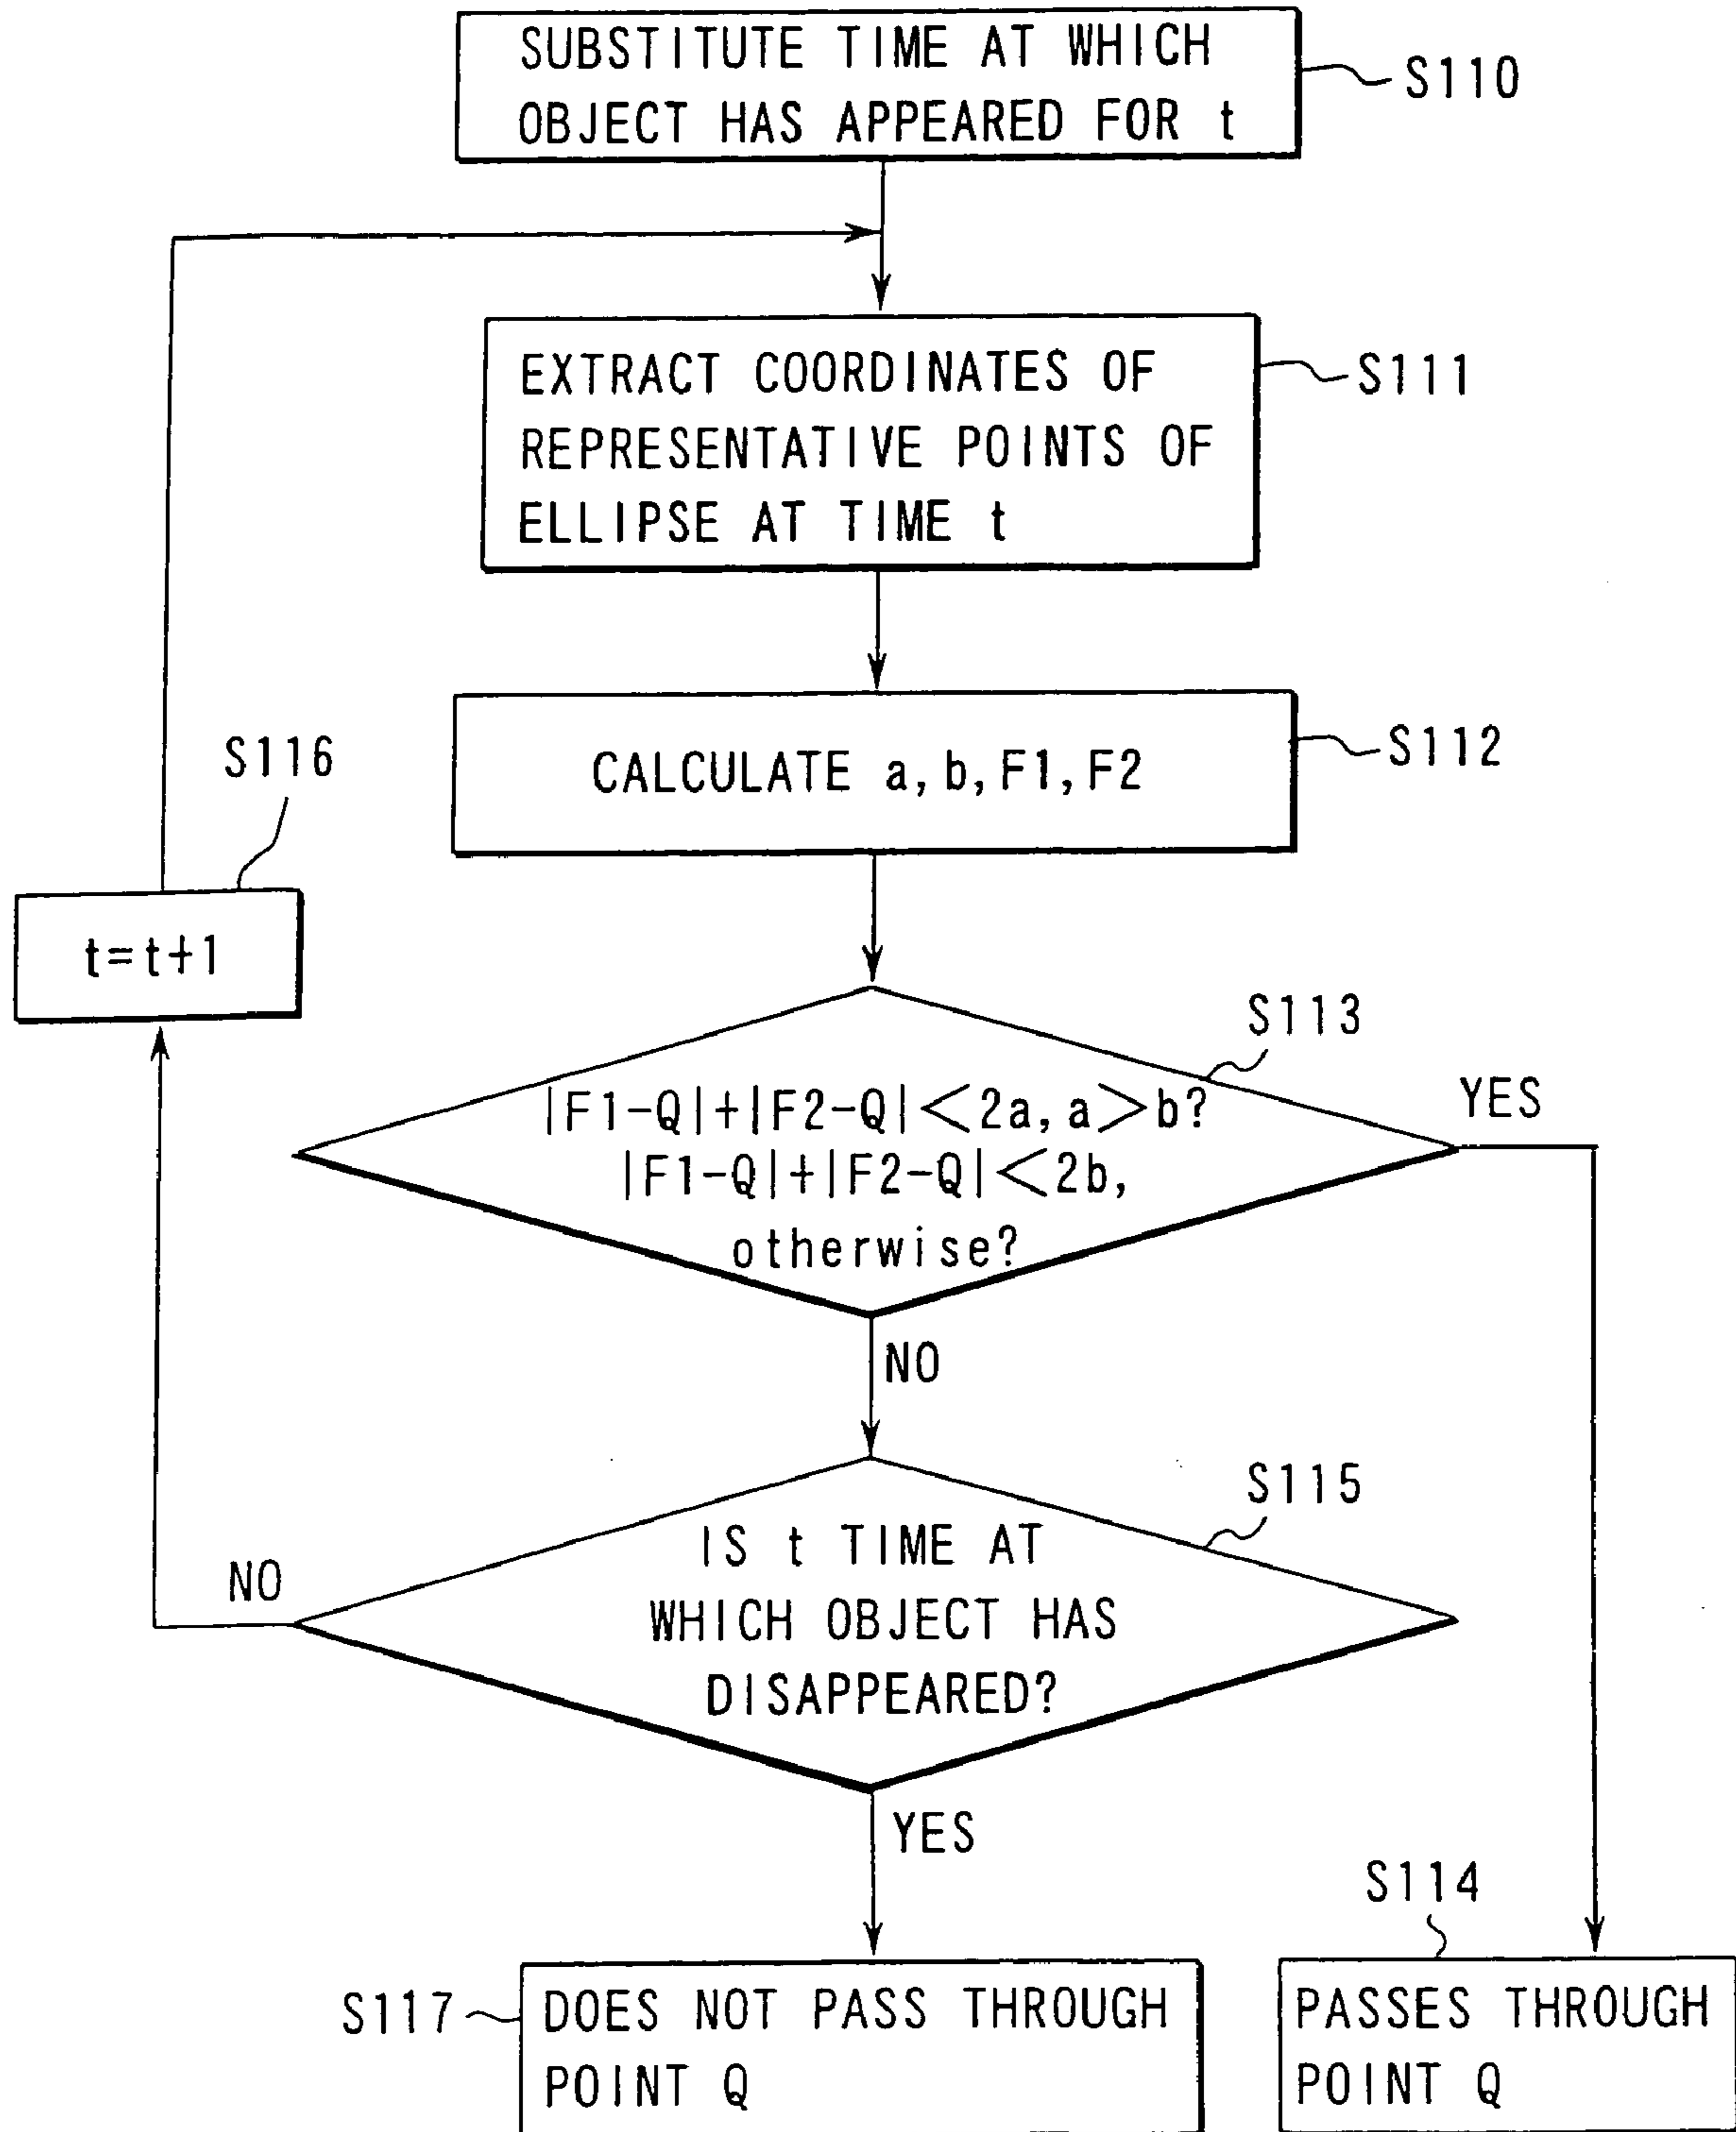 SUBSTITUTE TIME AT WHICH
OBJECT HAS APPEARED FOR t
S110
EXTRACT COORDINATES OF
REPRESENTATIVE POINTS OF
ELLIPSE AT TIME t
S111
CALCULATE a, b, F1, F2
S112
S116
t=t+1
S113
|F1-Q|+|F2-Q|<2a, a>b?
|F1-Q|+|F2-Q|<2b,
otherwise?
YES
NO
S115
IS t TIME AT
WHICH OBJECT HAS
DISAPPEARED?
NO
YES
S114
S117
DOES NOT PASS THROUGH
POINT Q
PASSES THROUGH
POINT Q